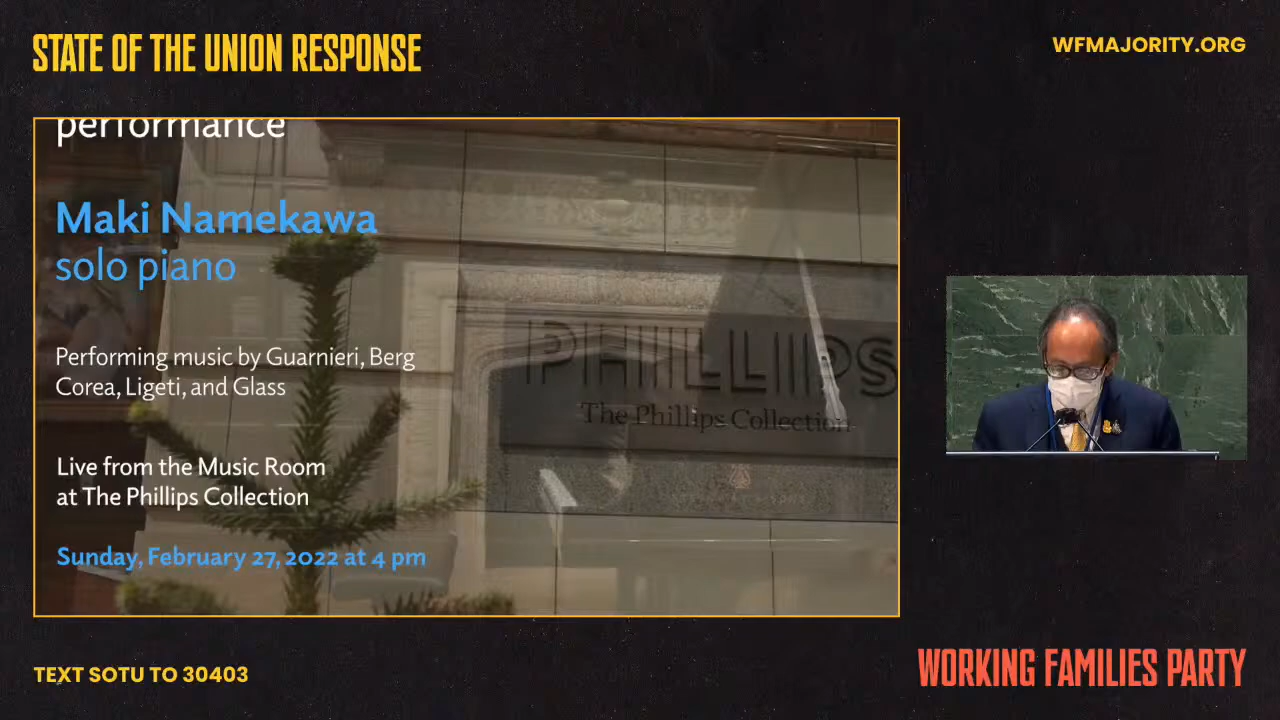 STATE OF THE UNION RESPONSE
WFMAJORITY.ORG
performance
Maki Namekawa
solo piano
Performing music by Guarnieri, Berg
Corea, Ligeti, and Glass
Live from the Music Room
at The Phillips Collection
Sunday, February 27, 2022 at 4 pm
PHILLIPS
The Phillips Collection
TEXT SOTU TO 30403
WORKING FAMILIES PARTY